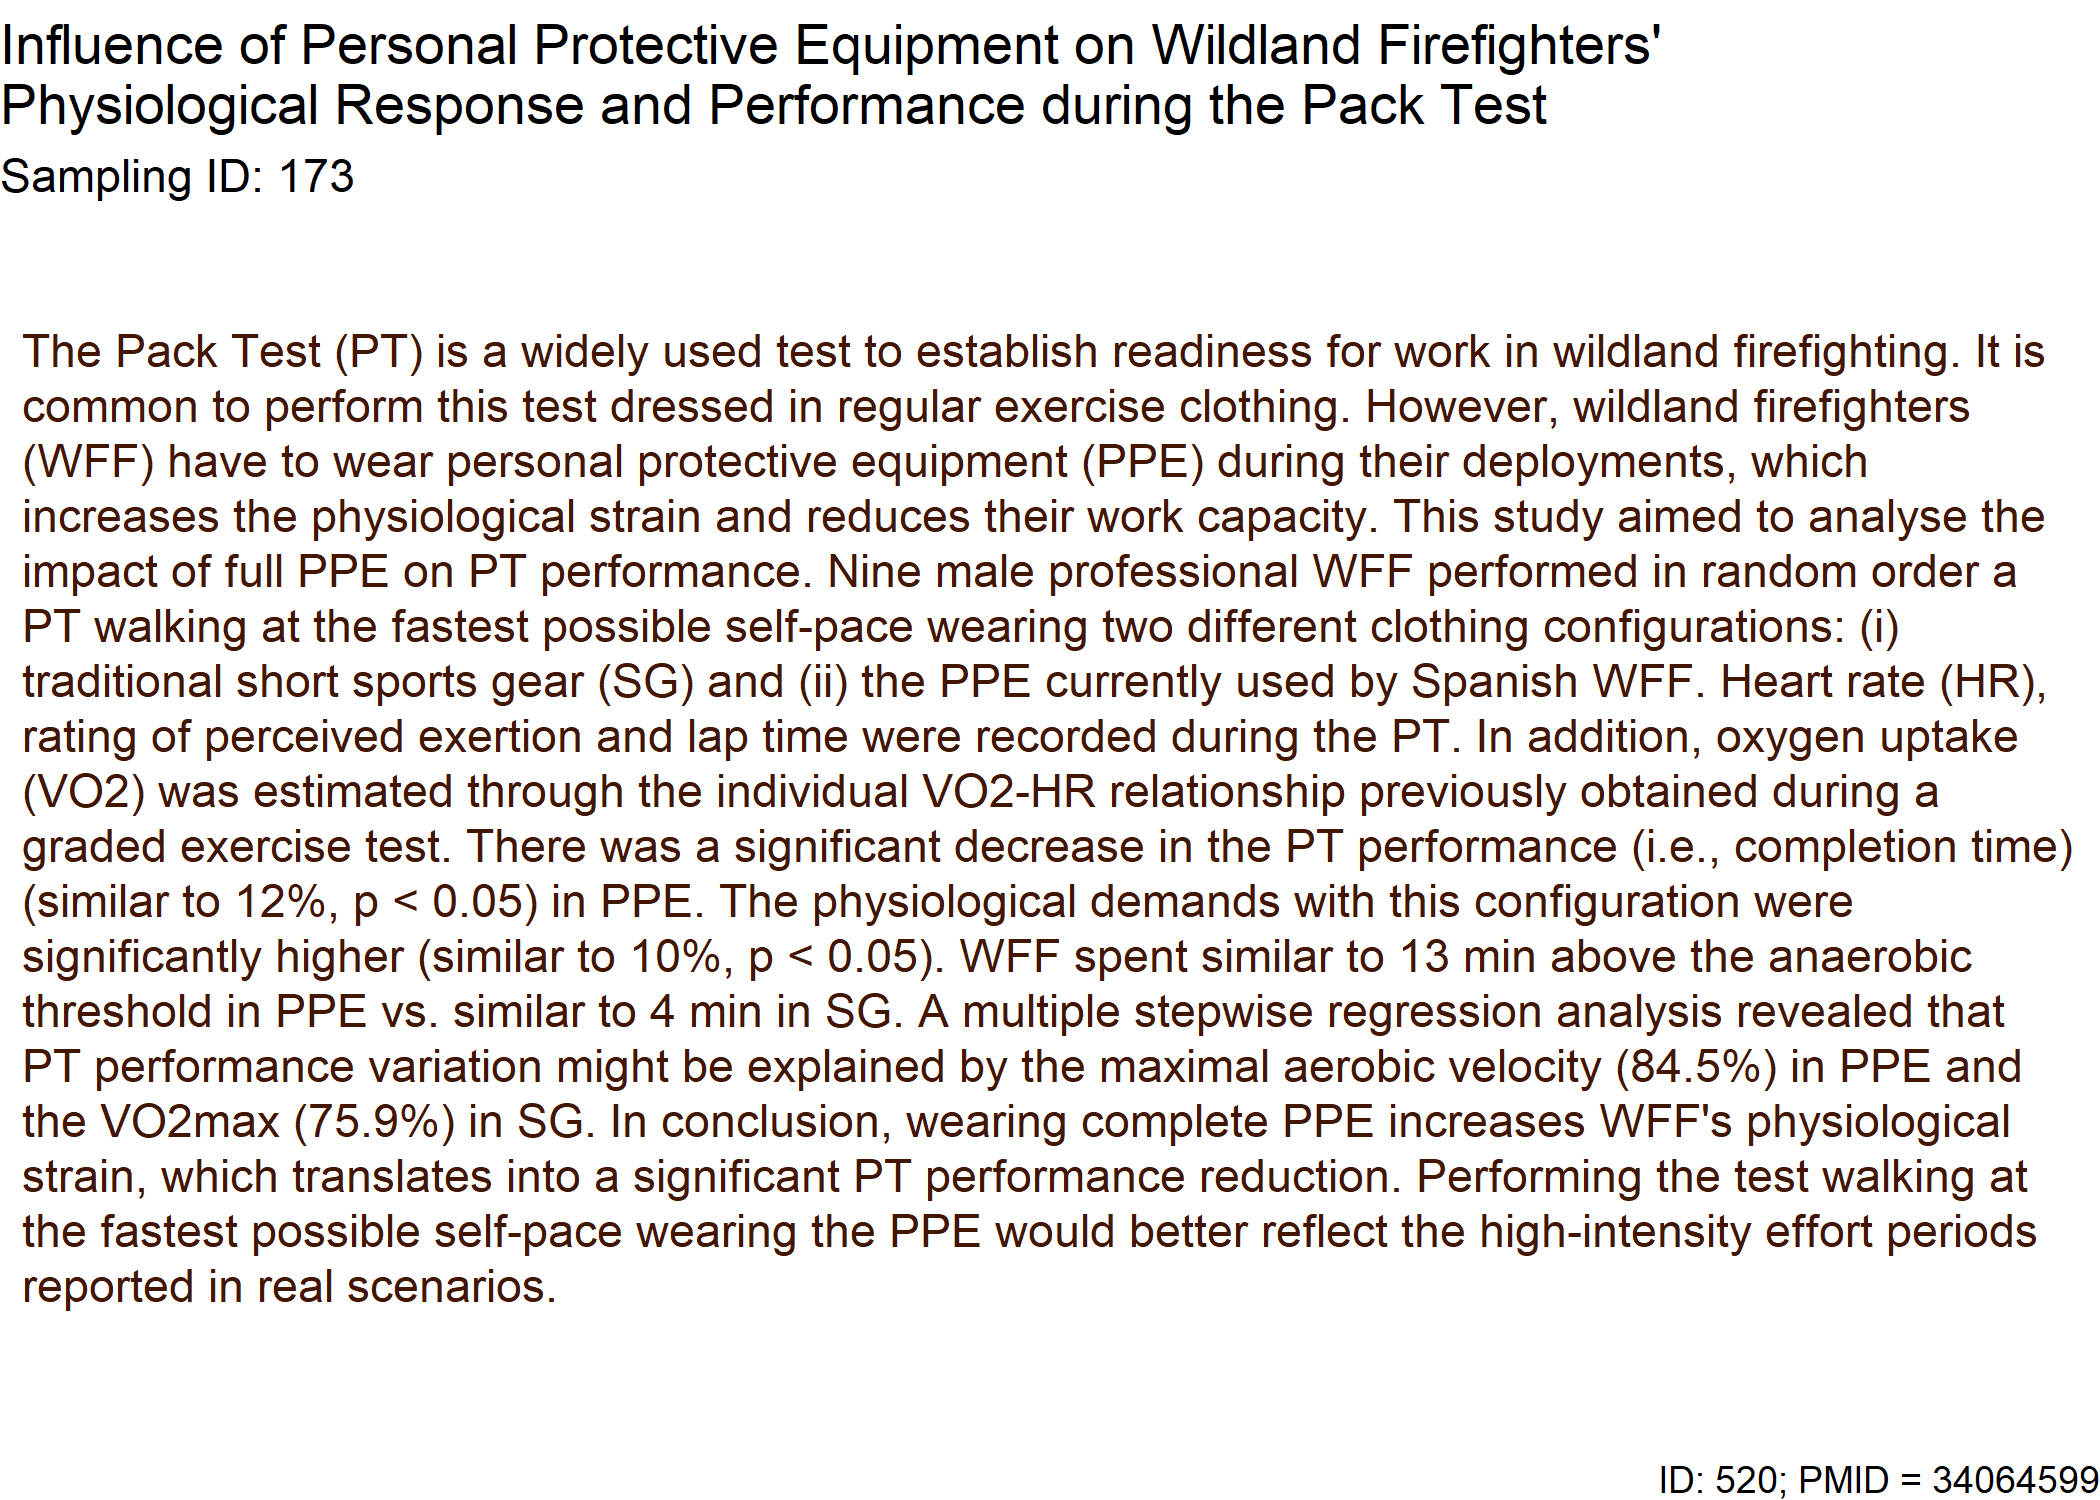 Influence of Personal Protective Equipment on Wildland Firefighters'
Physiological Response and Performance during the Pack Test
Sampling ID: 173
The Pack Test (PT) is a widely used test to establish readiness for work in wildland firefighting. It is
common to perform this test dressed in regular exercise clothing. However, wildland firefighters
(WFF) have to wear personal protective equipment (PPE) during their deployments, which
increases the physiological strain and reduces their work capacity. This study aimed to analyse the
impact of full PPE on PT performance. Nine male professional WFF performed in random order a
PT walking at the fastest possible self-pace wearing two different clothing configurations: (i)
traditional short sports gear (SG) and (ii) the PPE currently used by Spanish WFF. Heart rate (HR),
rating of perceived exertion and lap time were recorded during the PT. In addition, oxygen uptake
(VO2) was estimated through the individual VO2-HR relationship previously obtained during a
graded exercise test. There was a significant decrease in the PT performance (i.e., completion time)
(similar to 12%, p < 0.05) in PPE. The physiological demands with this configuration were
significantly higher (similar to 10%, p < 0.05). WFF spent similar to 13 min above the anaerobic
threshold in PPE vs. similar to 4 min in SG. A multiple stepwise regression analysis revealed that
PT performance variation might be explained by the maximal aerobic velocity (84.5%) in PPE and
the VO2max (75.9%) in SG. In conclusion, wearing complete PPE increases WFF's physiological
strain, which translates into a significant PT performance reduction. Performing the test walking at
the fastest possible self-pace wearing the PPE would better reflect the high-intensity effort periods
reported in real scenarios.
ID: 520; PMID = 34064599